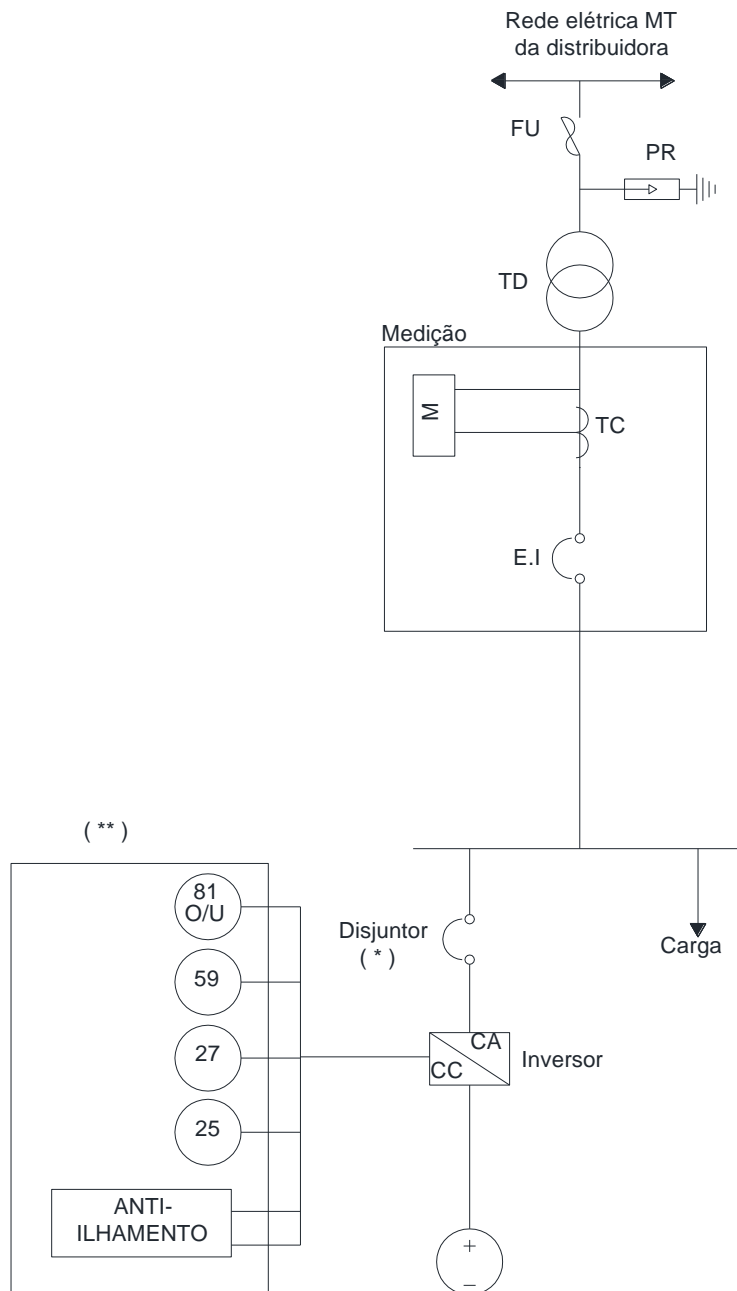 Rede elétrica MT
da distribuidora
FU
PR
TD
Medição
M
TC
E.I
( ** )
81
O/U
59
27
25
ANTI-
ILHAMENTO
Disjuntor
( * )
Carga
CA
CC
Inversor
+
−